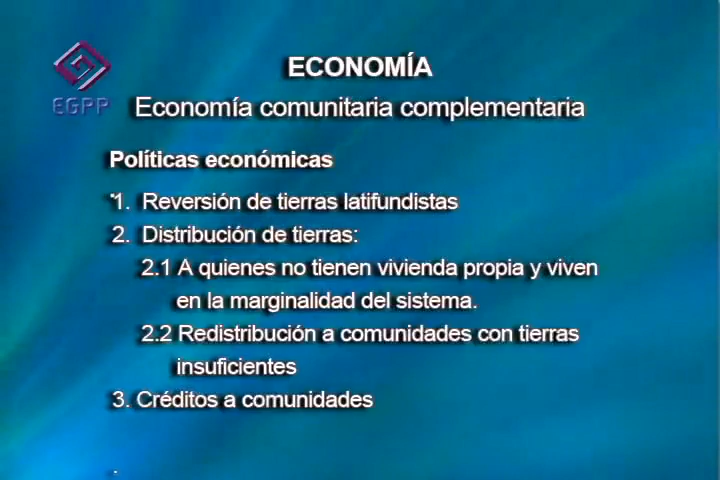 EGPP
ECONOMÍA
Economía comunitaria complementaria
Políticas económicas
1. Reversión de tierras latifundistas
2. Distribución de tierras:
2.1 A quienes no tienen vivienda propia y viven
en la marginalidad del sistema.
2.2 Redistribución a comunidades con tierras
insuficientes
3. Créditos a comunidades